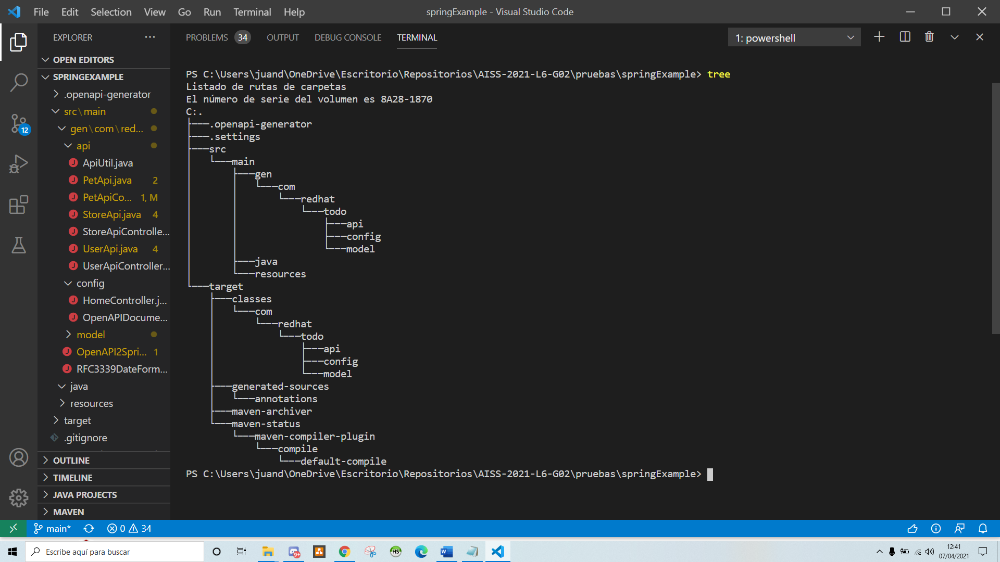 File Edit Selection View Go Run Terminal Help
springExample - Visual Studio Code
EXPLORER
OPEN EDITORS
SPRINGEXAMPLE
.openapi-generator
src\main
gen\com\red...
api
ApiUtil.java
PetApi.java 2
PetApiCo... 1, M
StoreApi.java 4
StoreApiControlle...
UserApi.java 4
UserApiController...
config
HomeController.j...
OpenAPIDocume...
model
OpenAPI2Spri... 1
RFC3339DateForm...
java
resources
target
.gitignore
OUTLINE
TIMELINE
JAVA PROJECTS
MAVEN
12
PROBLEMS 34 OUTPUT DEBUG CONSOLE TERMINAL
1: powershell
PS C:\Users\juand\OneDrive\Escritorio\Repositorios\AISS-2021-L6-G02\pruebas\springExample> tree
Listado de rutas de carpetas
El número de serie del volumen es 8A28-1870
C:.
├───.openapi-generator
├───.settings
├───src
│   └───main
│       ├───gen
│       │   └───com
│       │       └───redhat
│       │           └───todo
│       │               ├───api
│       │               ├───config
│       │               └───model
│       ├───java
│       └───resources
└───target
    ├───classes
    │   └───com
    │       └───redhat
    │           └───todo
    │               ├───api
    │               ├───config
    │               └───model
    ├───generated-sources
    │   └───annotations
    ├───maven-archiver
    └───maven-status
        └───maven-compiler-plugin
            └───compile
                └───default-compile
PS C:\Users\juand\OneDrive\Escritorio\Repositorios\AISS-2021-L6-G02\pruebas\springExample>
main* 0 34
Escribe aquí para buscar
9+
HS
12:41
07/04/2021